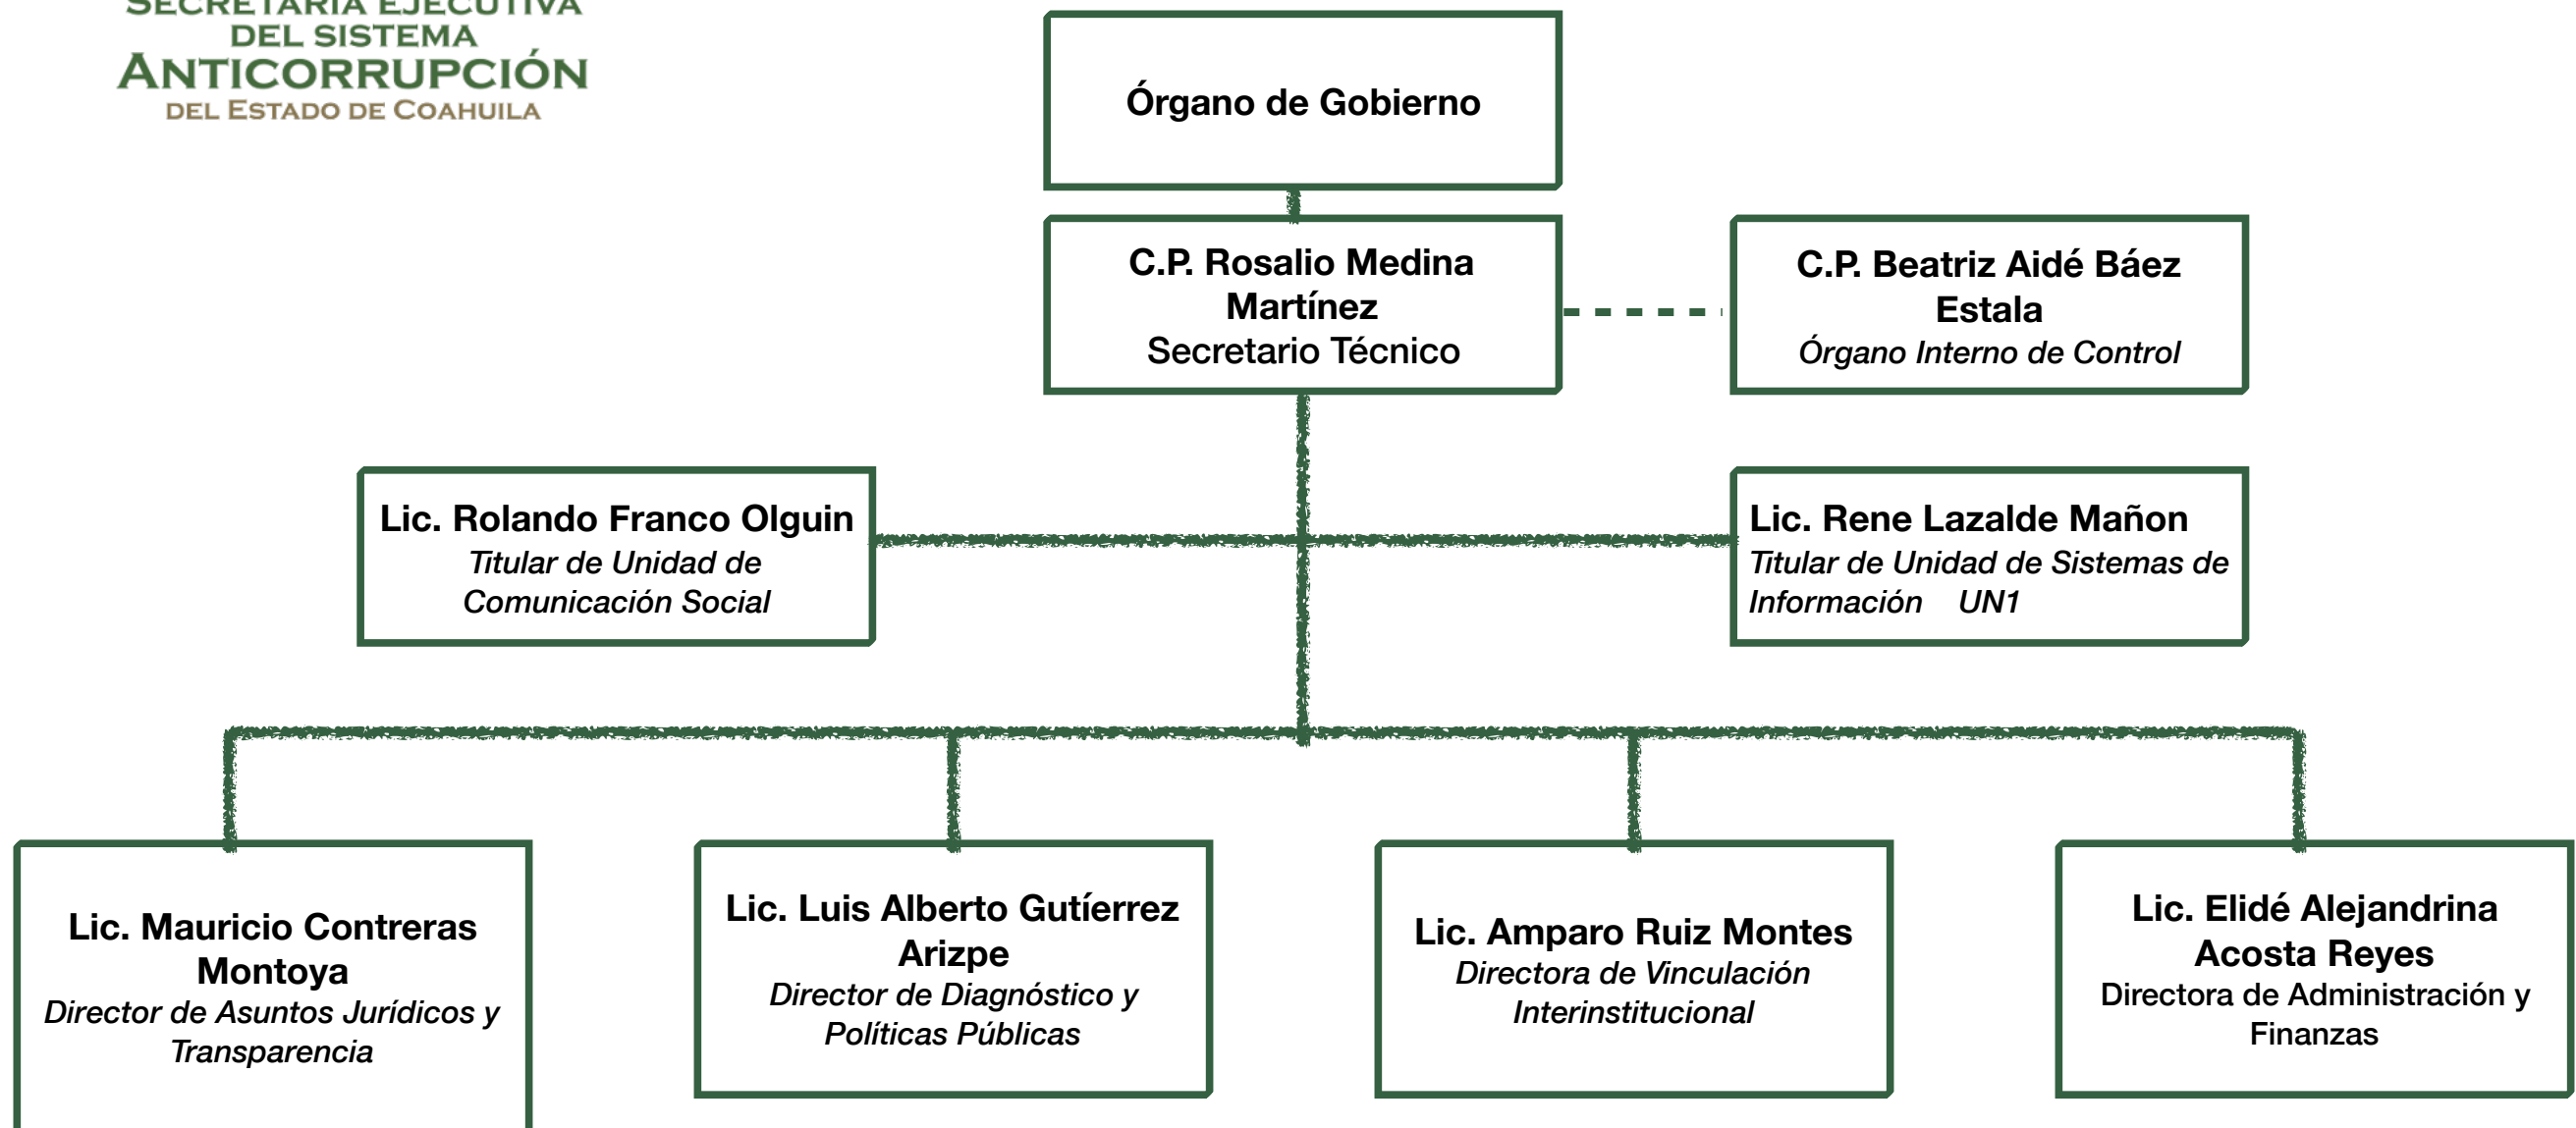 SECRETARÍA EJECUTIVA
DEL SISTEMA
ANTICORRUPCIÓN
DEL ESTADO DE COAHUILA
Órgano de Gobierno
C.P. Rosalio Medina
Martínez
Secretario Técnico
C.P. Beatriz Aidé Báez
Estala
Órgano Interno de Control
Lic. Rolando Franco Olguin
Titular de Unidad de
Comunicación Social
Lic. Rene Lazalde Mañon
Titular de Unidad de Sistemas de
Información UN1
Lic. Mauricio Contreras
Montoya
Director de Asuntos Jurídicos y
Transparencia
Lic. Luis Alberto Gutíerrez
Arizpe
Director de Diagnóstico y
Políticas Públicas
Lic. Amparo Ruiz Montes
Directora de Vinculación
Interinstitucional
Lic. Elidé Alejandrina
Acosta Reyes
Directora de Administración y
Finanzas